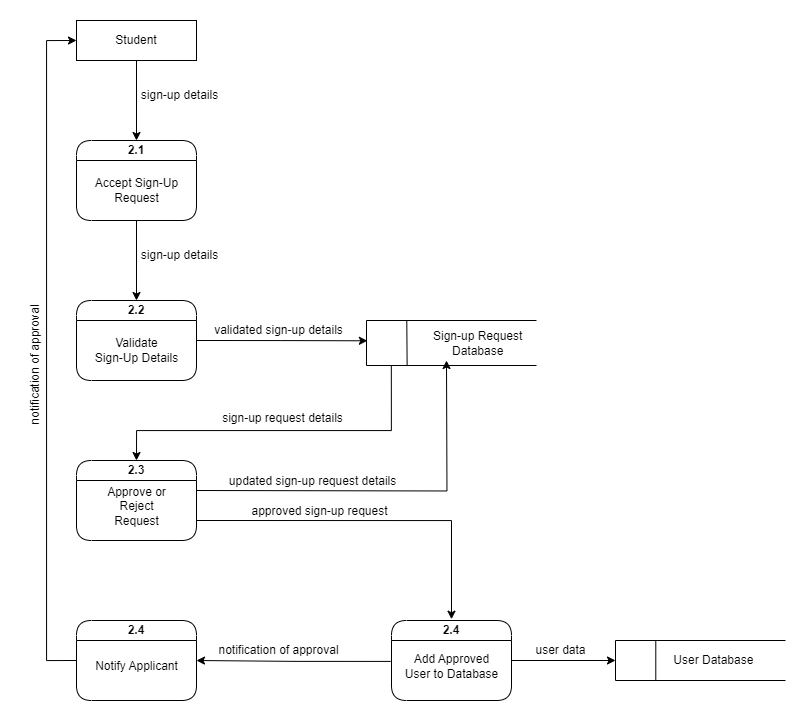 Student
sign-up details
2.1
Accept Sign-Up
Request
sign-up details
2.2
Validate
Sign-Up Details
validated sign-up details
Sign-up Request
Database
notification of approval
sign-up request details
2.3
Approve or
Reject
Request
updated sign-up request details
approved sign-up request
2.4
Notify Applicant
notification of approval
2.4
Add Approved
User to Database
user data
User Database